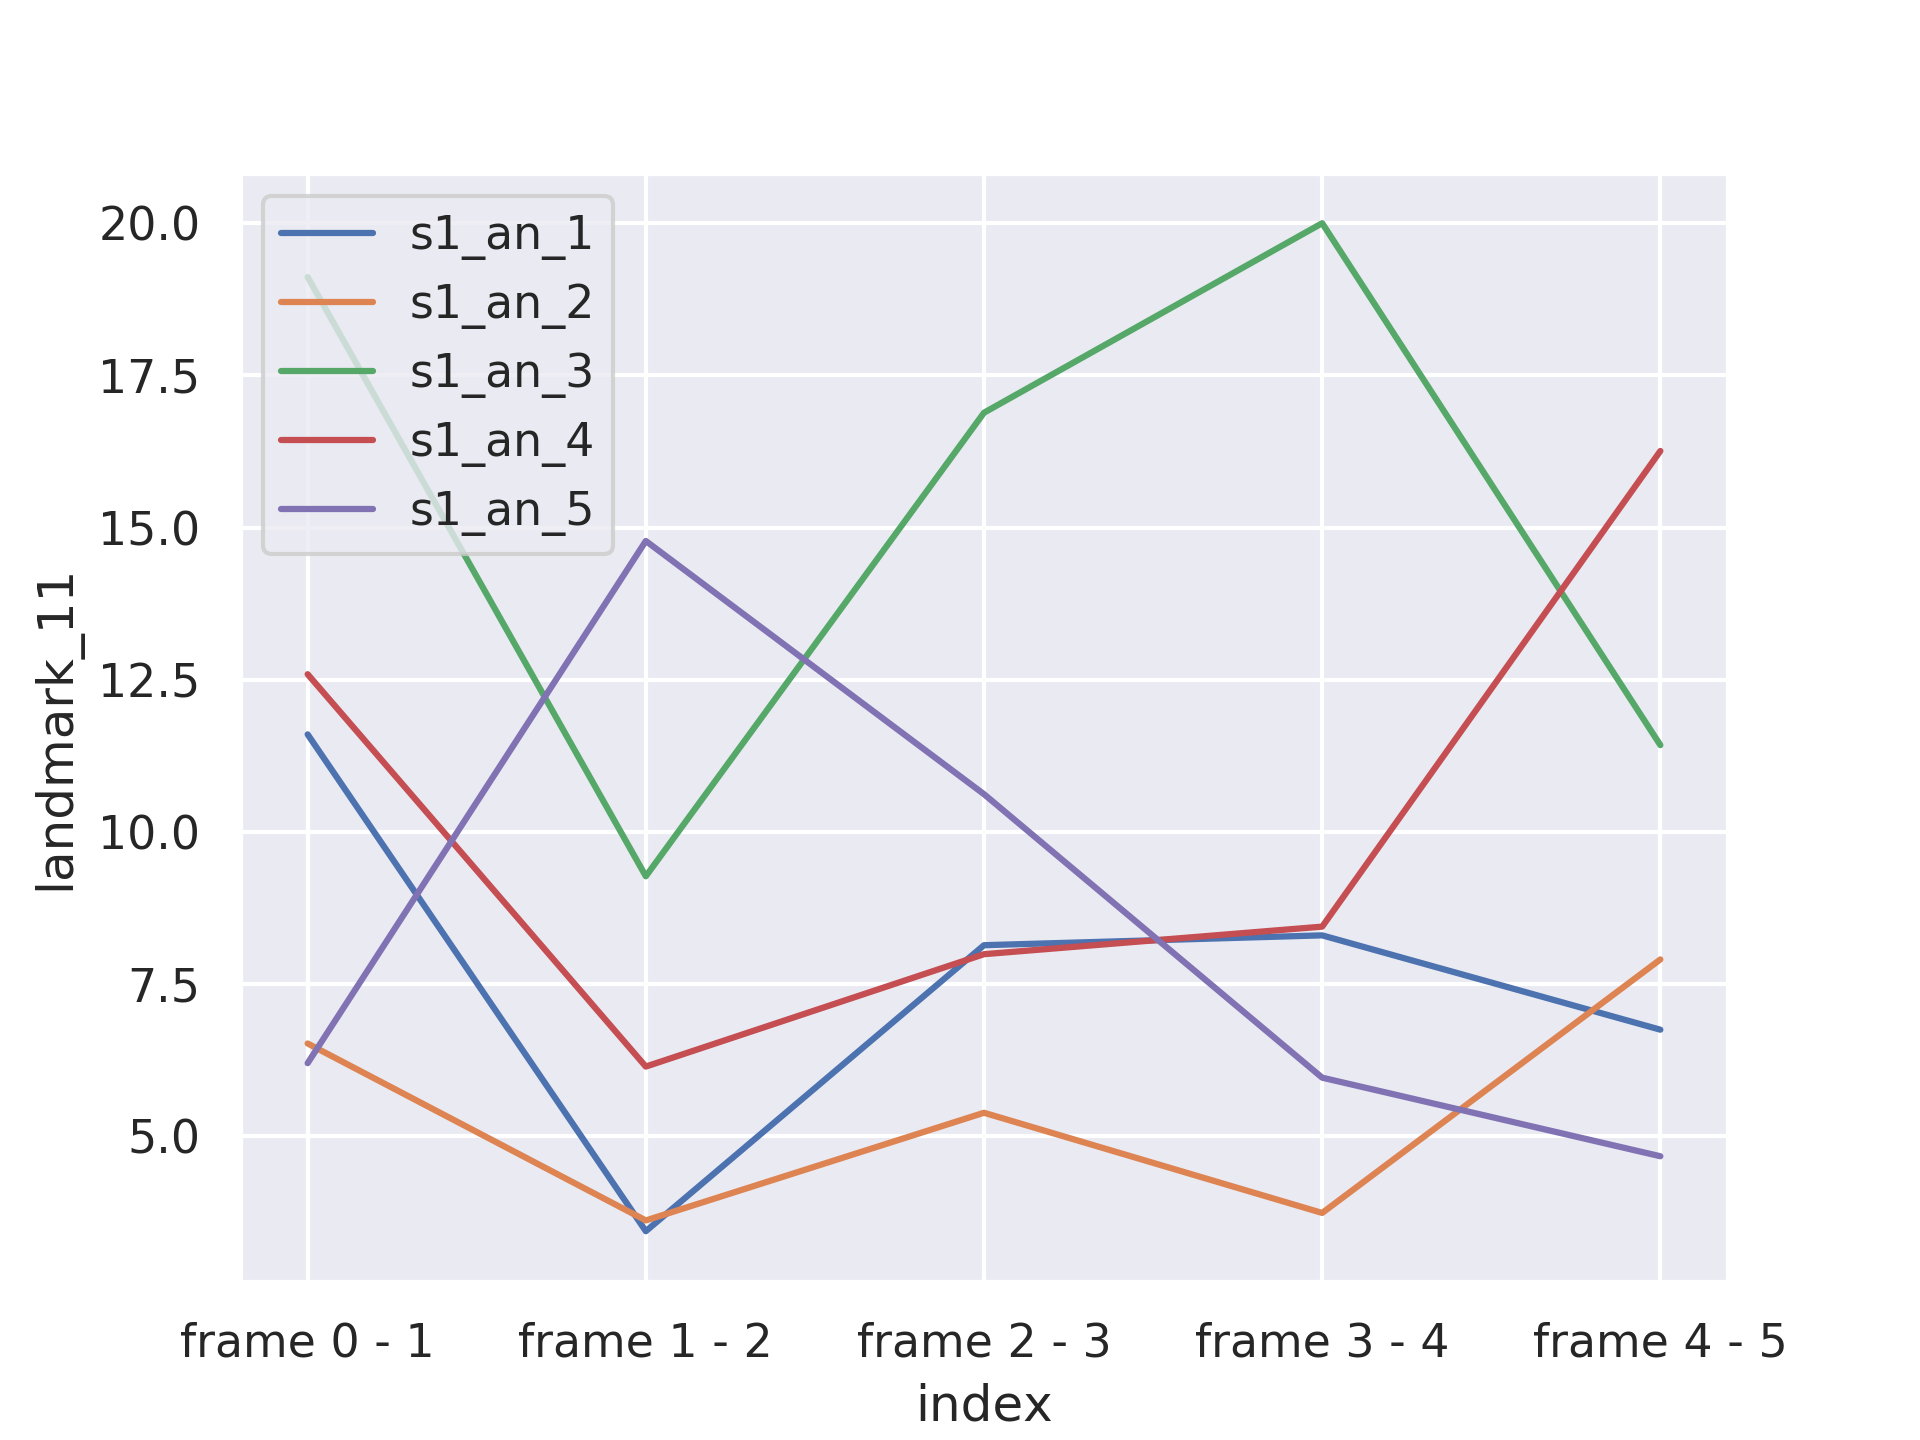 s1_an_1
s1_an_2
s1_an_3
s1_an_4
s1_an_5
20.0
17.5
15.0
12.5
10.0
7.5
5.0
landmark_11
frame 0 - 1 frame 1 - 2 frame 2 - 3 frame 3 - 4 frame 4 - 5
index